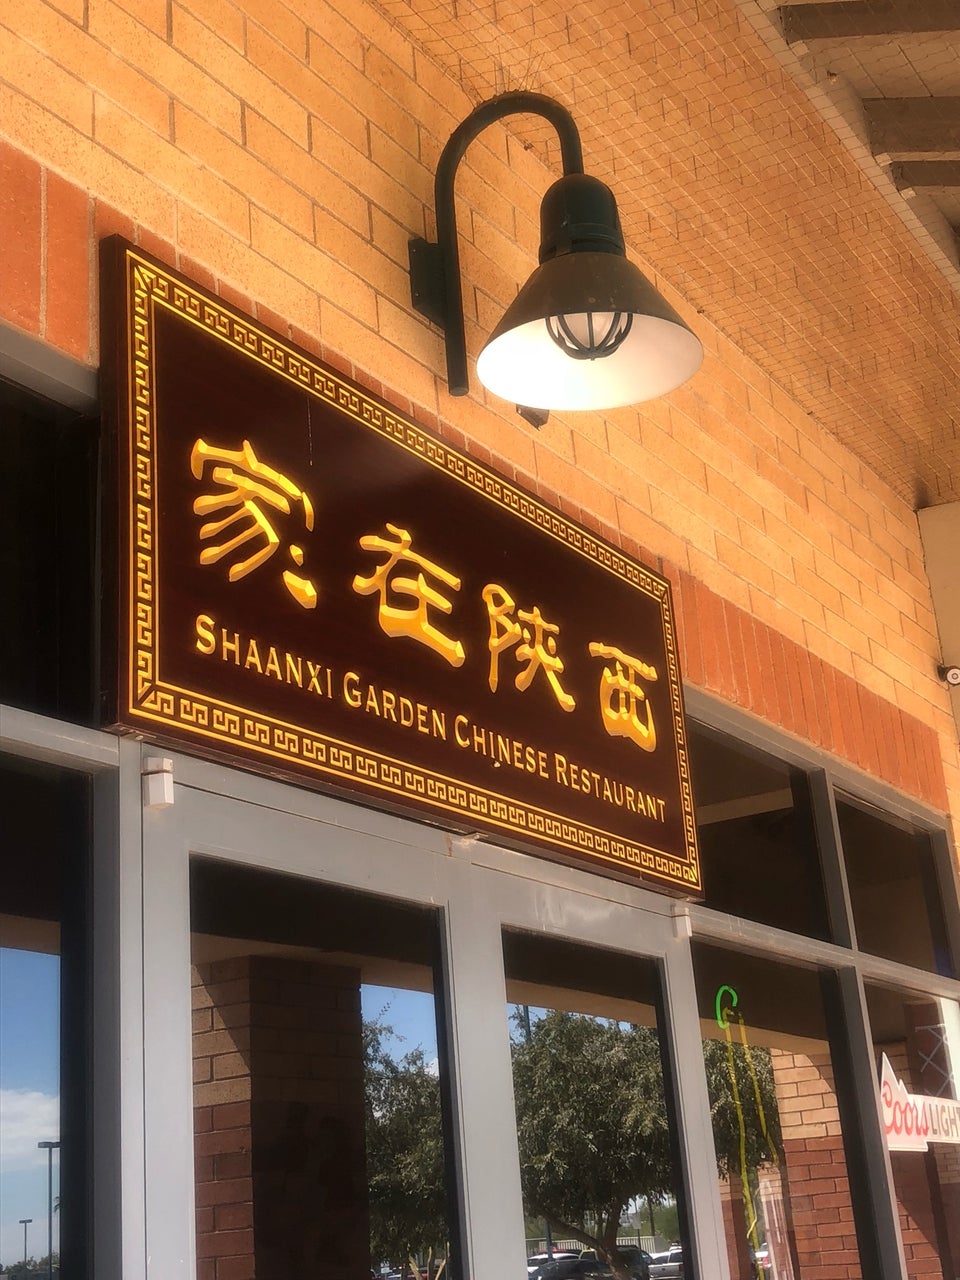 家在陕西
SHAANXI GARDEN CHINESE RESTAURANT
Coors LIGHT